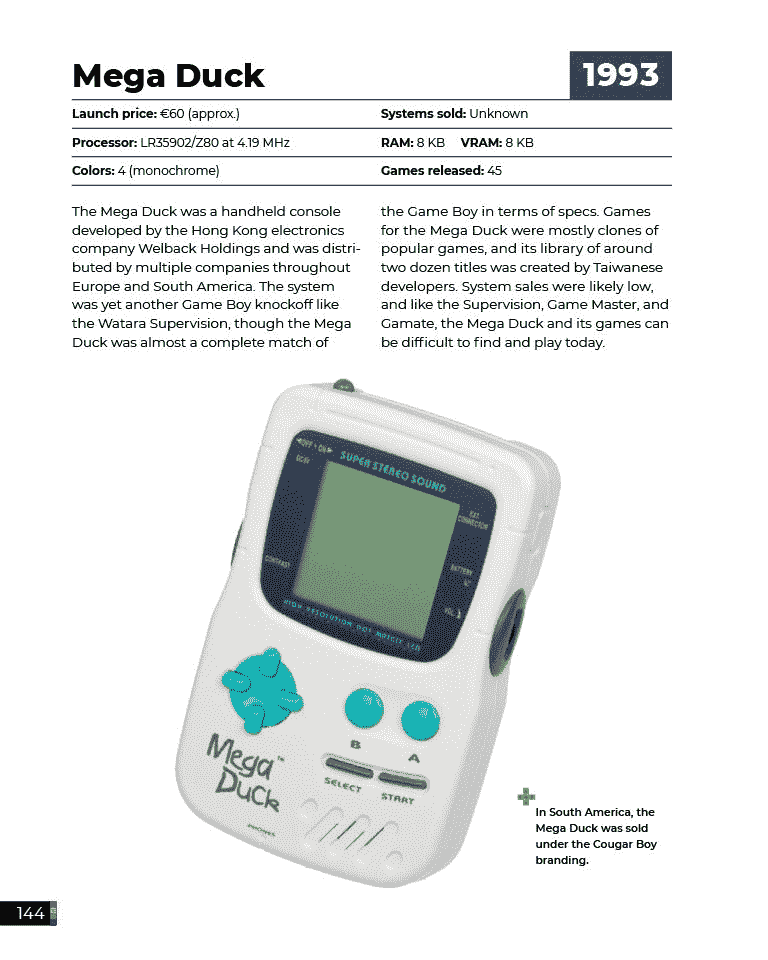 Mega Duck
1993
Launch price: €60 (approx.)
Systems sold: Unknown
Processor: LR35902/Z80 at 4.19 MHz
RAM: 8 KB VRAM: 8 KB
Colors: 4 (monochrome)
Games released: 45
The Mega Duck was a handheld console
developed by the Hong Kong electronics
company Welback Holdings and was distri-
buted by multiple companies throughout
Europe and South America. The system
was yet another Game Boy knockoff like
the Watara Supervision, though the Mega
Duck was almost a complete match of
the Game Boy in terms of specs. Games
for the Mega Duck were mostly clones of
popular games, and its library of around
two dozen titles was created by Taiwanese
developers. System sales were likely low,
and like the Supervision, Game Master, and
Gamate, the Mega Duck and its games can
be difficult to find and play today.
◄OFF • ON►
SUPER STEREO SOUND
EXT.
CONNECTOR
CONTRAST
BATTERY
VOL
HIGH RESOLUTION DOT MATRIX LCD
B
A
SELECT
START
Mega™
Duck
PHONES
In South America, the
Mega Duck was sold
under the Cougar Boy
branding.
144